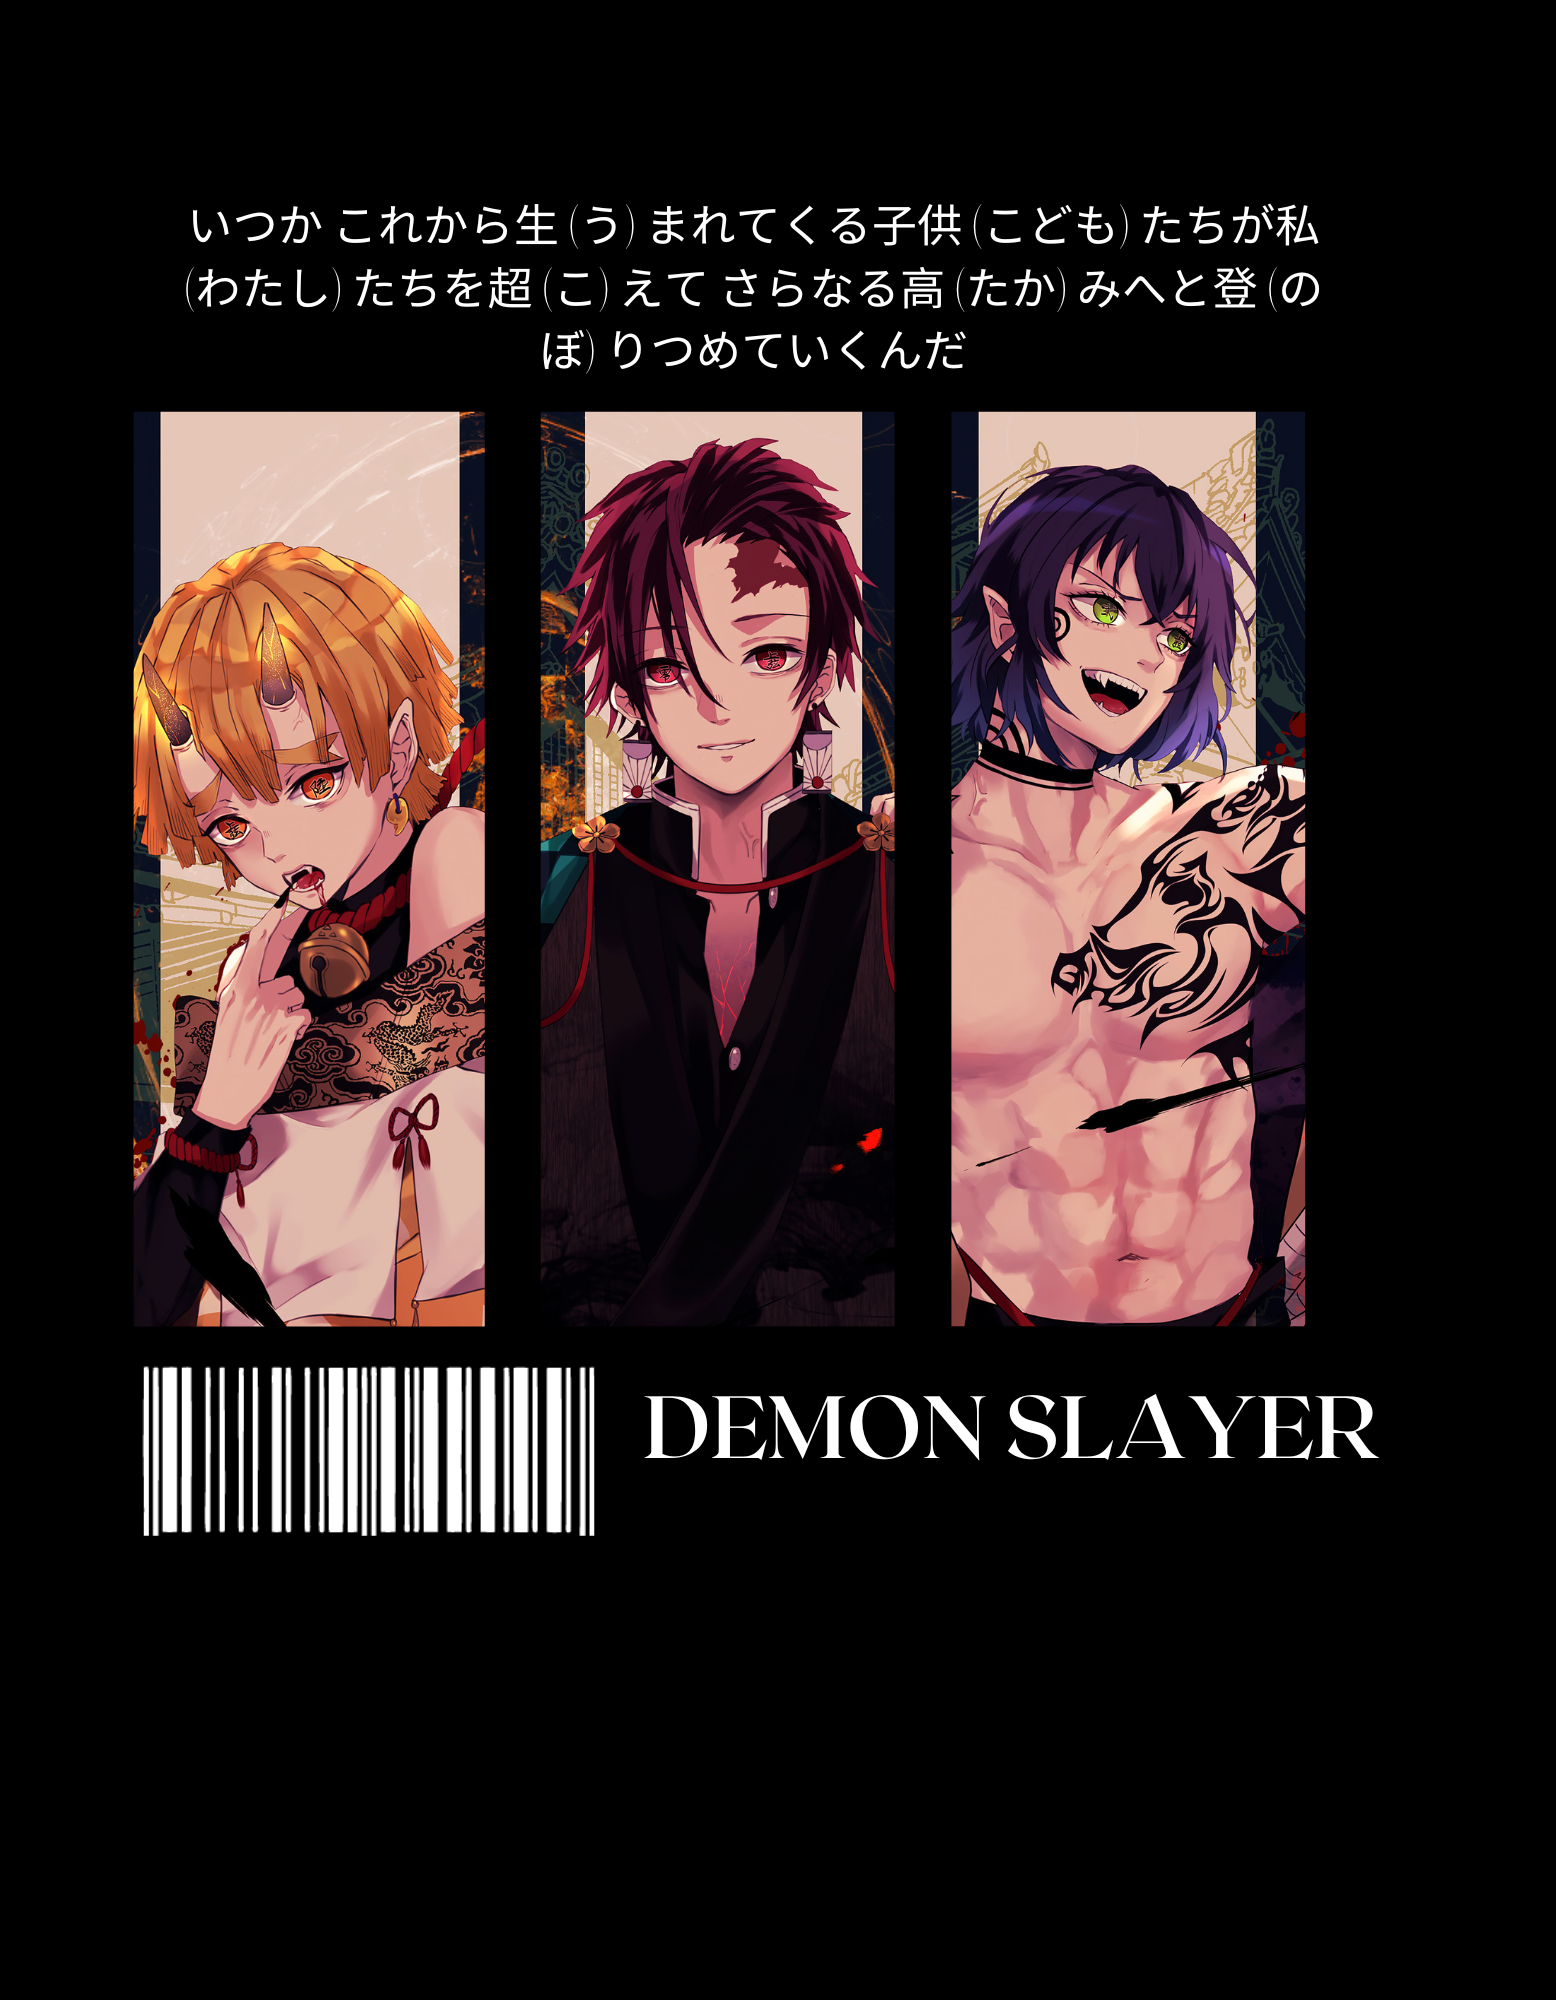 いつか これから生 (う) まれてくる子供 (こども) たちが私
(わたし) たちを超 (こ) えて さらなる高 (たか) みへと登 (の
ぼ) りつめていくんだ
DEMON SLAYER